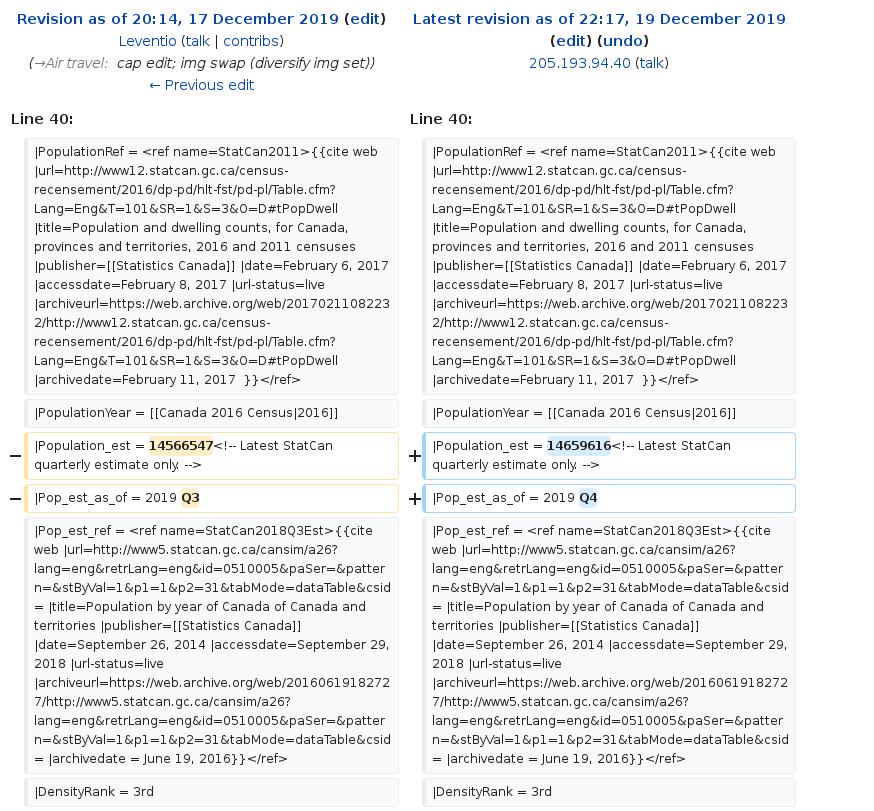 Revision as of 20:14, 17 December 2019 (edit)
Leventio (talk | contribs)
(→Air travel: cap edit; img swap (diversify img set))
← Previous edit
Latest revision as of 22:17, 19 December 2019
(edit) (undo)
205.193.94.40 (talk)
Line 40:
Line 40:
|PopulationRef = <ref name=StatCan2011>{{cite web
|url=http://www12.statcan.gc.ca/census-
recensement/2016/dp-pd/hlt-fst/pd-pl/Table.cfm?
Lang=Eng&T=101&SR=1&S=3&O=D#tPopDwell
|title=Population and dwelling counts, for Canada,
provinces and territories, 2016 and 2011 censuses
|publisher=[[Statistics Canada]] |date=February 6, 2017
|accessdate=February 8, 2017 |url-status=live
|archiveurl=https://web.archive.org/web/2017021108223
2/http://www12.statcan.gc.ca/census-
recensement/2016/dp-pd/hlt-fst/pd-pl/Table.cfm?
Lang=Eng&T=101&SR=1&S=3&O=D#tPopDwell
|archivedate=February 11, 2017 }}</ref>
|PopulationRef = <ref name=StatCan2011>{{cite web
|url=http://www12.statcan.gc.ca/census-
recensement/2016/dp-pd/hlt-fst/pd-pl/Table.cfm?
Lang=Eng&T=101&SR=1&S=3&O=D#tPopDwell
|title=Population and dwelling counts, for Canada,
provinces and territories, 2016 and 2011 censuses
|publisher=[[Statistics Canada]] |date=February 6, 2017
|accessdate=February 8, 2017 |url-status=live
|archiveurl=https://web.archive.org/web/2017021108223
2/http://www12.statcan.gc.ca/census-
recensement/2016/dp-pd/hlt-fst/pd-pl/Table.cfm?
Lang=Eng&T=101&SR=1&S=3&O=D#tPopDwell
|archivedate=February 11, 2017 }}</ref>
|PopulationYear = [[Canada 2016 Census|2016]]
|PopulationYear = [[Canada 2016 Census|2016]]
− |Population_est = 14566547<!-- Latest StatCan
quarterly estimate only. -->
+ |Population_est = 14659616<!-- Latest StatCan
quarterly estimate only. -->
− |Pop_est_as_of = 2019 Q3
+ |Pop_est_as_of = 2019 Q4
|Pop_est_ref = <ref name=StatCan2018Q3Est>{{cite
web |url=http://www5.statcan.gc.ca/cansim/a26?
lang=eng&retrLang=eng&id=0510005&paSer=&patter
n=&stByVal=1&p1=1&p2=31&tabMode=dataTable&csid
= |title=Population by year of Canada of Canada and
territories |publisher=[[Statistics Canada]]
|date=September 26, 2014 |accessdate=September 29,
2018 |url-status=live
|archiveurl=https://web.archive.org/web/2016061918272
7/http://www5.statcan.gc.ca/cansim/a26?
lang=eng&retrLang=eng&id=0510005&paSer=&patter
n=&stByVal=1&p1=1&p2=31&tabMode=dataTable&csid
= |archivedate = June 19, 2016}}</ref>
|Pop_est_ref = <ref name=StatCan2018Q3Est>{{cite
web |url=http://www5.statcan.gc.ca/cansim/a26?
lang=eng&retrLang=eng&id=0510005&paSer=&patter
n=&stByVal=1&p1=1&p2=31&tabMode=dataTable&csid
= |title=Population by year of Canada of Canada and
territories |publisher=[[Statistics Canada]]
|date=September 26, 2014 |accessdate=September 29,
2018 |url-status=live
|archiveurl=https://web.archive.org/web/2016061918272
7/http://www5.statcan.gc.ca/cansim/a26?
lang=eng&retrLang=eng&id=0510005&paSer=&patter
n=&stByVal=1&p1=1&p2=31&tabMode=dataTable&csid
= |archivedate = June 19, 2016}}</ref>
|DensityRank = 3rd
|DensityRank = 3rd